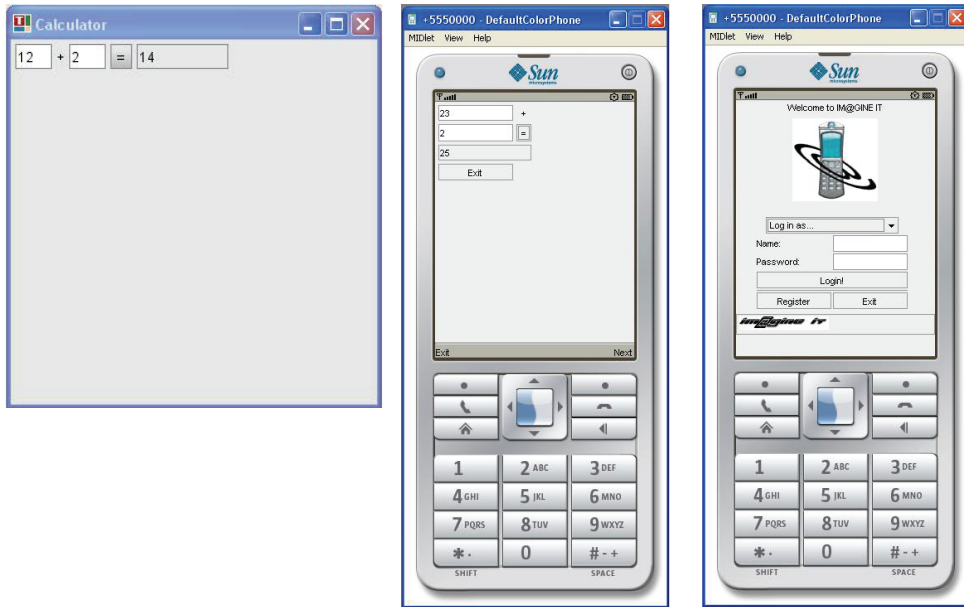 Calculator
12 + 2 = 14
+5550000 - DefaultColorPhone
MIDlet View Help
Sun
microsystems
23 +
2 =
25
Exit
Exit Next
1 2 ABC 3 DEF
4 GHI 5 JKL 6 MNO
7 PQRS 8 TUV 9 WXYZ
* . 0 # - +
SHIFT SPACE
+5550000 - DefaultColorPhone
MIDlet View Help
Sun
microsystems
Welcome to IM@GINE IT
Log in as...
Name:
Password:
Login!
Register Exit
im@gine it
1 2 ABC 3 DEF
4 GHI 5 JKL 6 MNO
7 PQRS 8 TUV 9 WXYZ
* . 0 # - +
SHIFT SPACE